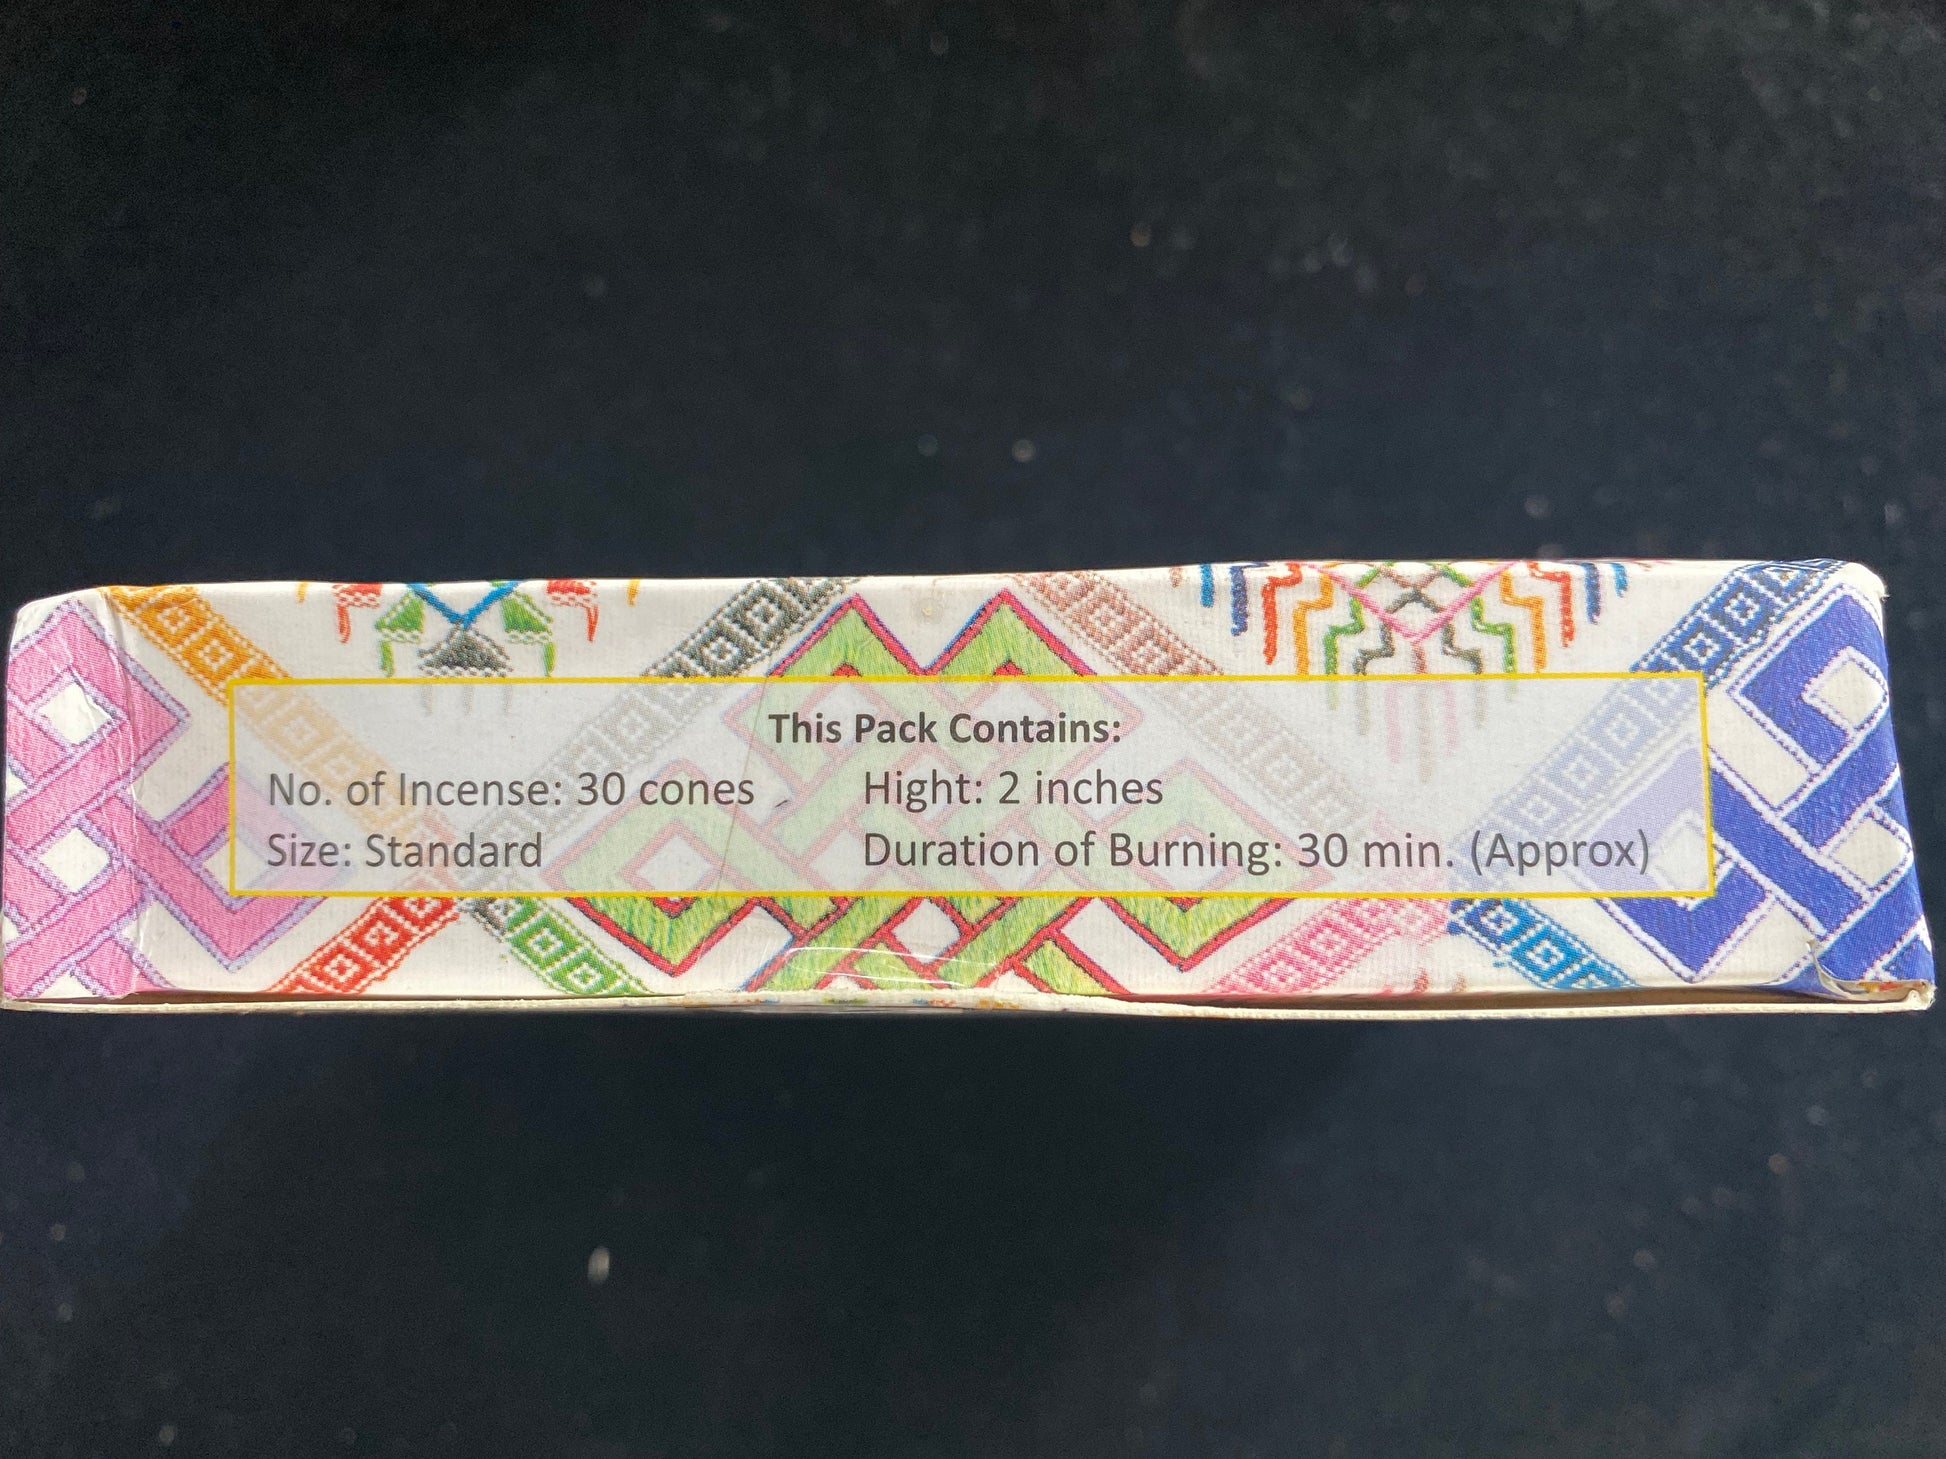 This Pack Contains:
No. of Incense: 30 cones Hight: 2 inches
Size: Standard Duration of Burning: 30 min. (Approx)